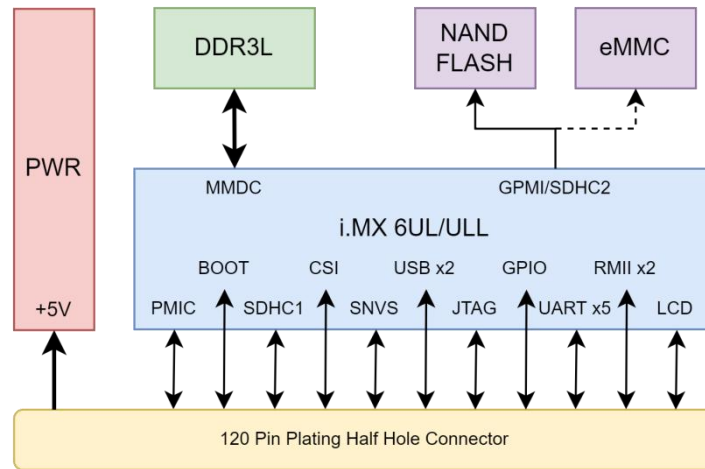 DDR3L
NAND
FLASH
eMMC
PWR
MMDC
GPMI/SDHC2
i.MX 6UL/ULL
BOOT
CSI
USB x2
GPIO
RMII x2
+5V
PMIC
SDHC1
SNVS
JTAG
UART x5
LCD
120 Pin Plating Half Hole Connector